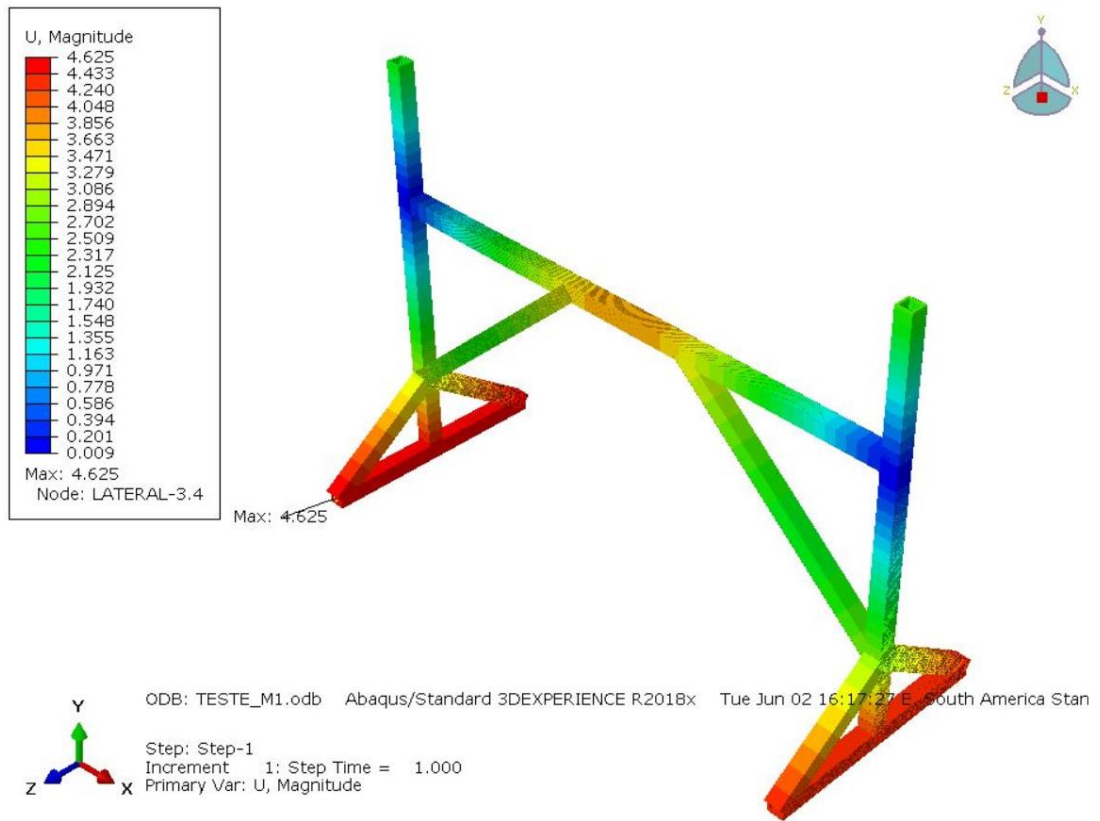 U, Magnitude
4.625
4.433
4.240
4.048
3.856
3.663
3.471
3.279
3.086
2.894
2.702
2.509
2.317
2.125
1.932
1.740
1.548
1.355
1.163
0.971
0.778
0.586
0.394
0.201
0.009
Max: 4.625
Node: LATERAL-3.4
Y
Z
X
Max: 4.625
ODB: TESTE_M1.odb Abaqus/Standard 3DEXPERIENCE R2018x Tue Jun 02 16:17:27 E. South America Stan
Y
Z
X
Step: Step-1
Increment 1: Step Time = 1.000
Primary Var: U, Magnitude